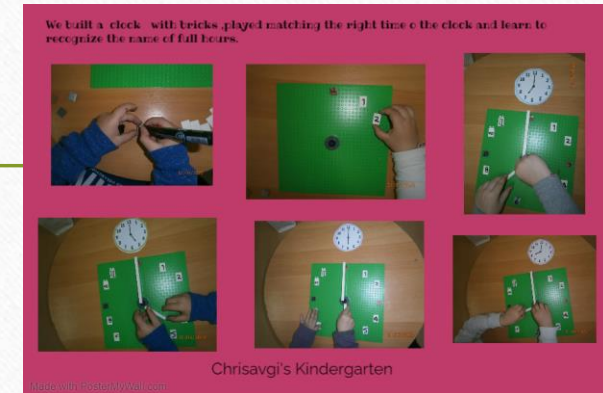 We built a clock with bricks ,played matching the right time o the clock and learn to
recognize the name of full hours.
Chrisavgi's Kindergarten
Made with PosterMyWall.com